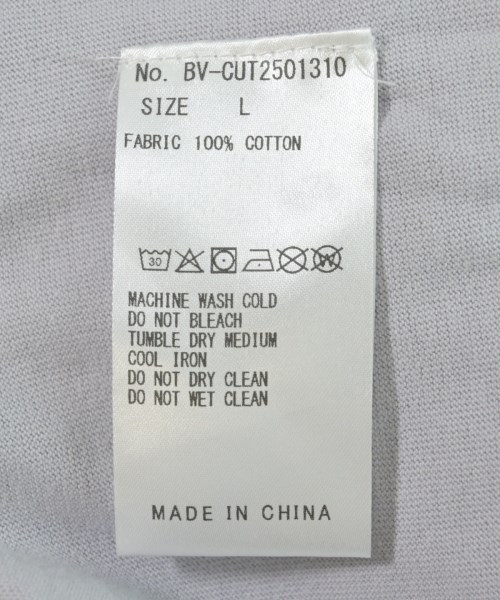 No. BV-CUT2501310
SIZE L
FABRIC 100% COTTON
30 W
MACHINE WASH COLD
DO NOT BLEACH
TUMBLE DRY MEDIUM
COOL IRON
DO NOT DRY CLEAN
DO NOT WET CLEAN
MADE IN CHINA